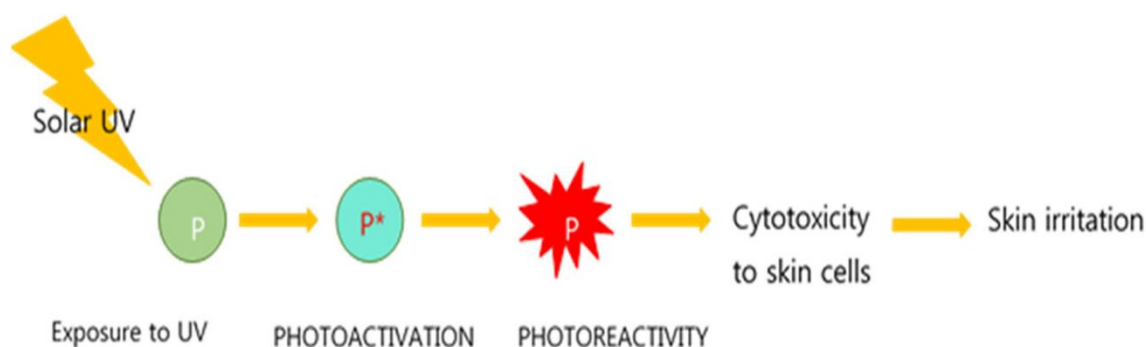 Solar UV
P
P*
P
Cytotoxicity
to skin cells
Skin irritation
Exposure to UV
PHOTOACTIVATION
PHOTOREACTIVITY